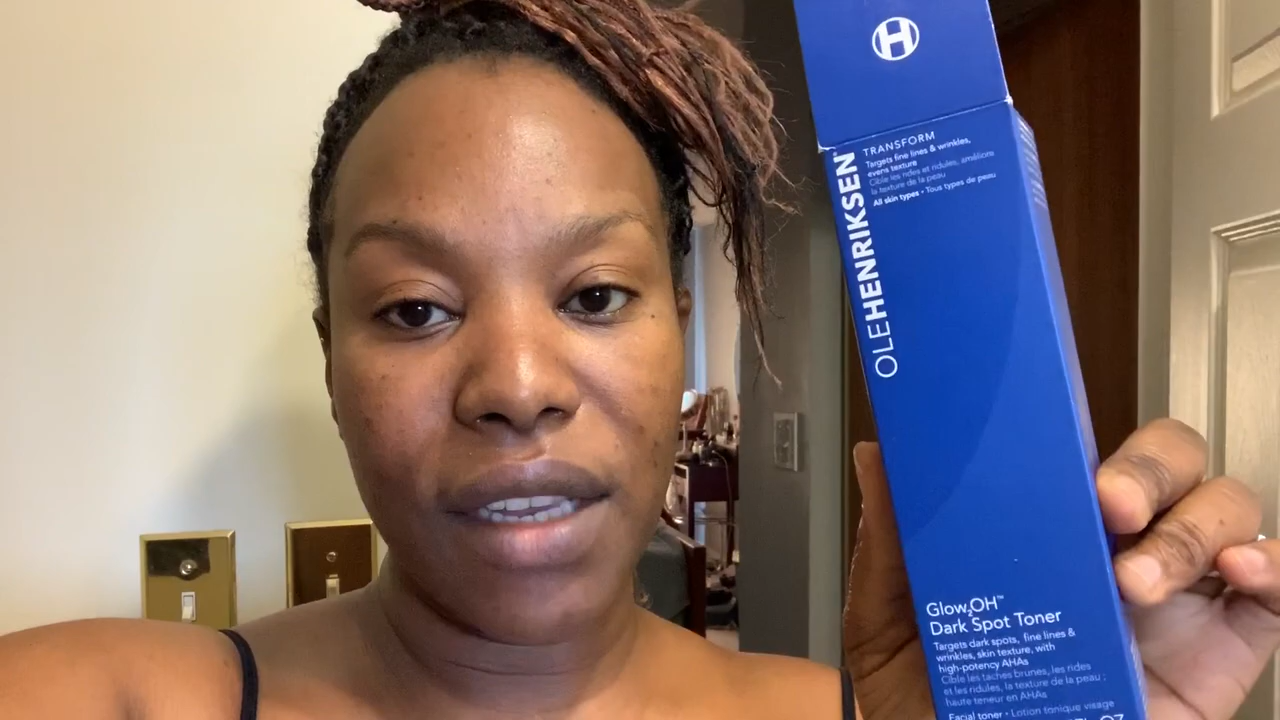 H
TRANSFORM
Targets fine lines & wrinkles,
evens texture
Cible les rides et ridules, améliore
la texture de la peau
All skin types • Tous types de peau
OLEHENRIKSEN®
Glow₂OH™
Dark Spot Toner
Targets dark spots, fine lines &
wrinkles, skin texture, with
high-potency AHAs
Cible les taches brunes, les rides
et les ridules, la texture de la peau :
haute teneur en AHAs
Facial toner • Lotion tonique visage